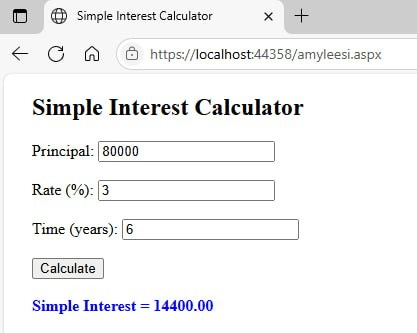 Simple Interest Calculator
https://localhost:44358/amyleesi.aspx
Simple Interest Calculator
Principal: 80000
Rate (%): 3
Time (years): 6
Calculate
Simple Interest = 14400.00